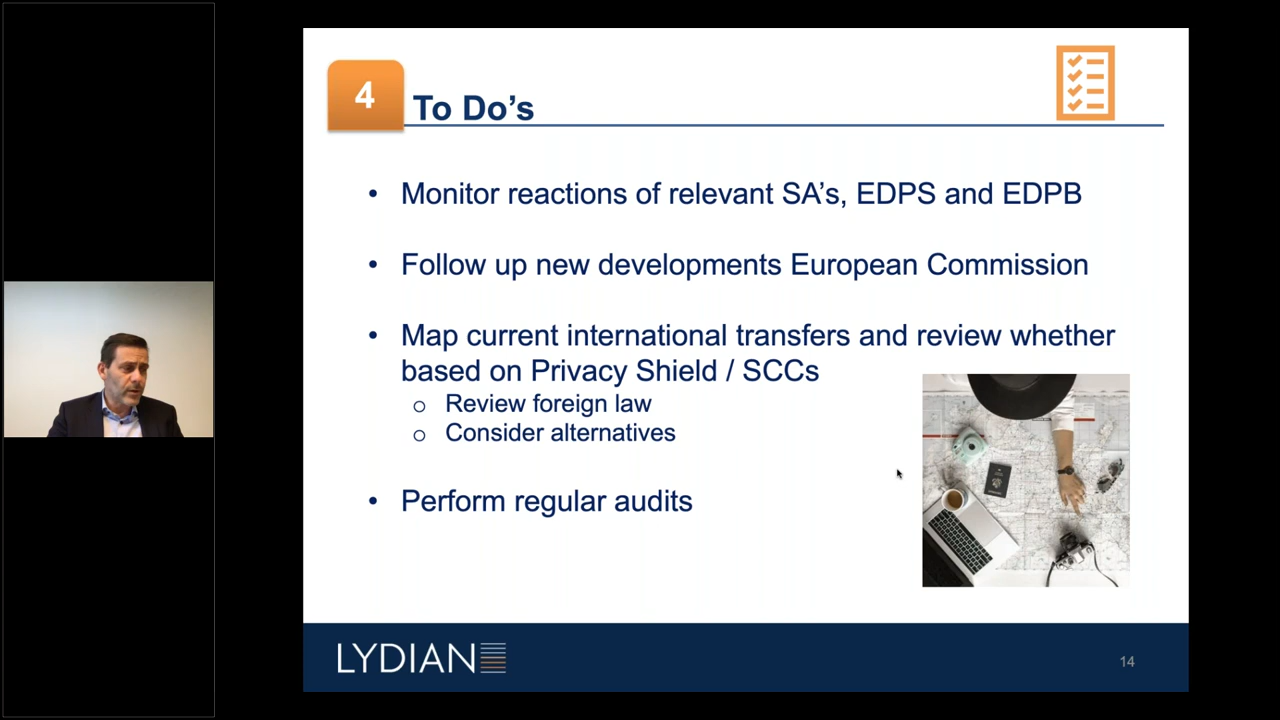 4
To Do’s
• Monitor reactions of relevant SA’s, EDPS and EDPB
• Follow up new developments European Commission
• Map current international transfers and review whether
based on Privacy Shield / SCCs
o Review foreign law
o Consider alternatives
• Perform regular audits
LYDIAN
14